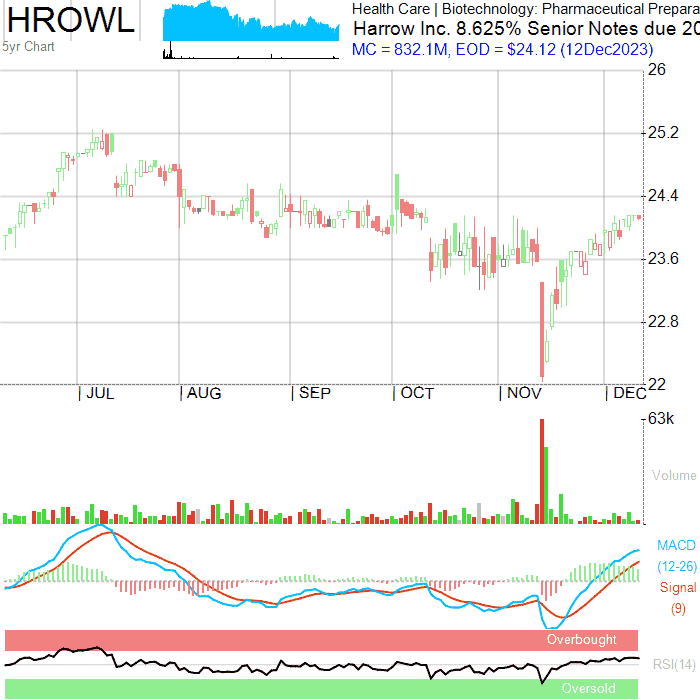 HROWL
5yr Chart
Health Care | Biotechnology: Pharmaceutical Prepara
Harrow Inc. 8.625% Senior Notes due 20
MC = 832.1M, EOD = $24.12 (12Dec2023)
26
25.2
24.4
23.6
22.8
22
| JUL | AUG | SEP | OCT | NOV | DEC
63k
Volume
MACD
(12-26)
Signal
(9)
Overbought
RSI(14)
Oversold